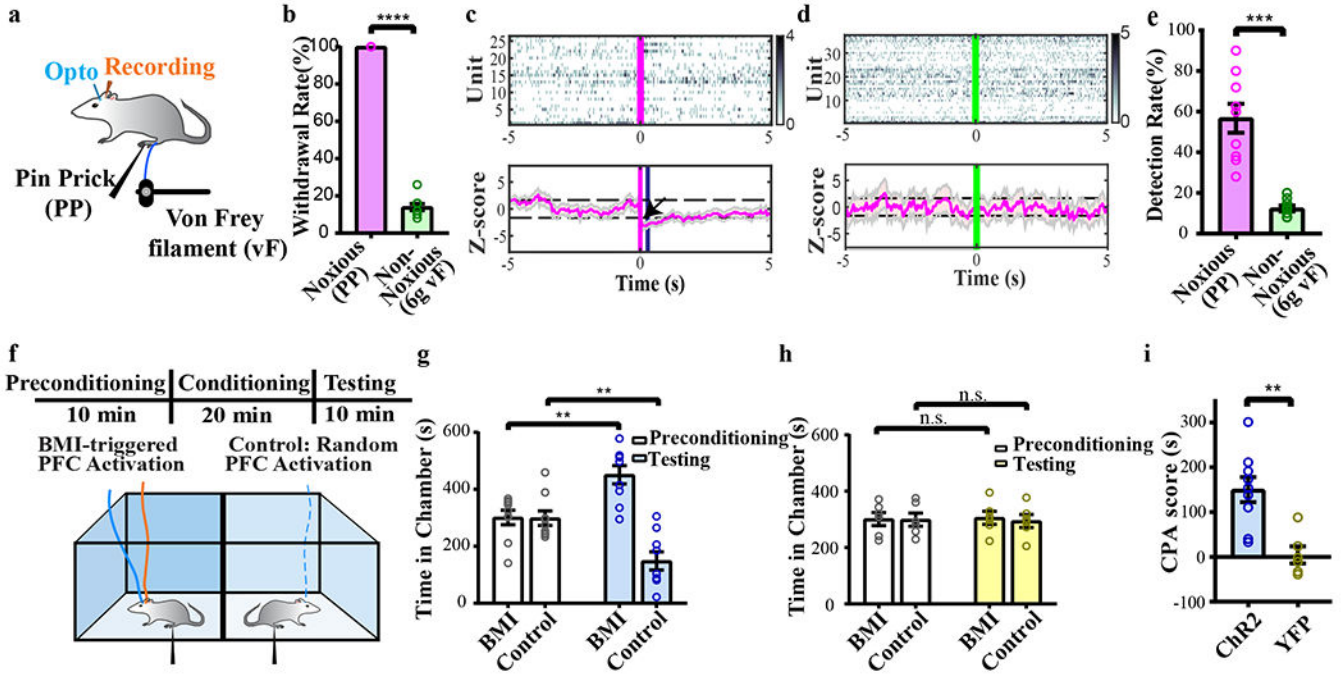 a
Opto
Recording
Pin Prick
(PP)
Von Frey
filament (vF)
b
****
Withdrawal Rate(%)
100
80
60
40
20
0
Noxious
(PP)
Non-
Noxious
(6g vF)
c
Unit
25
20
15
10
5
4
0
-5
0
5
Z-score
5
0
-5
-5
0
5
Time (s)
d
Unit
30
20
10
5
0
-5
0
5
Z-score
5
0
-5
-5
0
5
Time (s)
e
***
Detection Rate(%)
100
80
60
40
20
0
Noxious
(PP)
Non-
Noxious
(6g vF)
f
Preconditioning
Conditioning
Testing
10 min
20 min
10 min
BMI-triggered
PFC Activation
Control: Random
PFC Activation
g
**
**
Time in Chamber (s)
600
400
200
0
Preconditioning
Testing
BMI
Control
BMI
Control
h
n.s.
n.s.
Time in Chamber (s)
600
400
200
0
Preconditioning
Testing
BMI
Control
BMI
Control
i
**
CPA score (s)
300
200
100
0
-100
ChR2
YFP